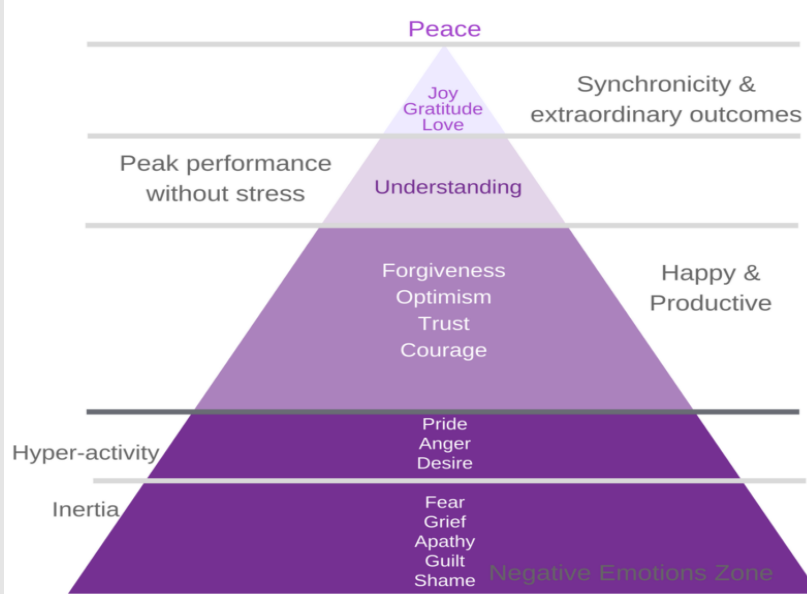 Peace
Joy
Gratitude
Love
Synchronicity &
extraordinary outcomes
Peak performance
without stress
Understanding
Forgiveness
Optimism
Trust
Courage
Happy &
Productive
Pride
Anger
Desire
Hyper-activity
Inertia
Fear
Grief
Apathy
Guilt
Shame
Negative Emotions Zone